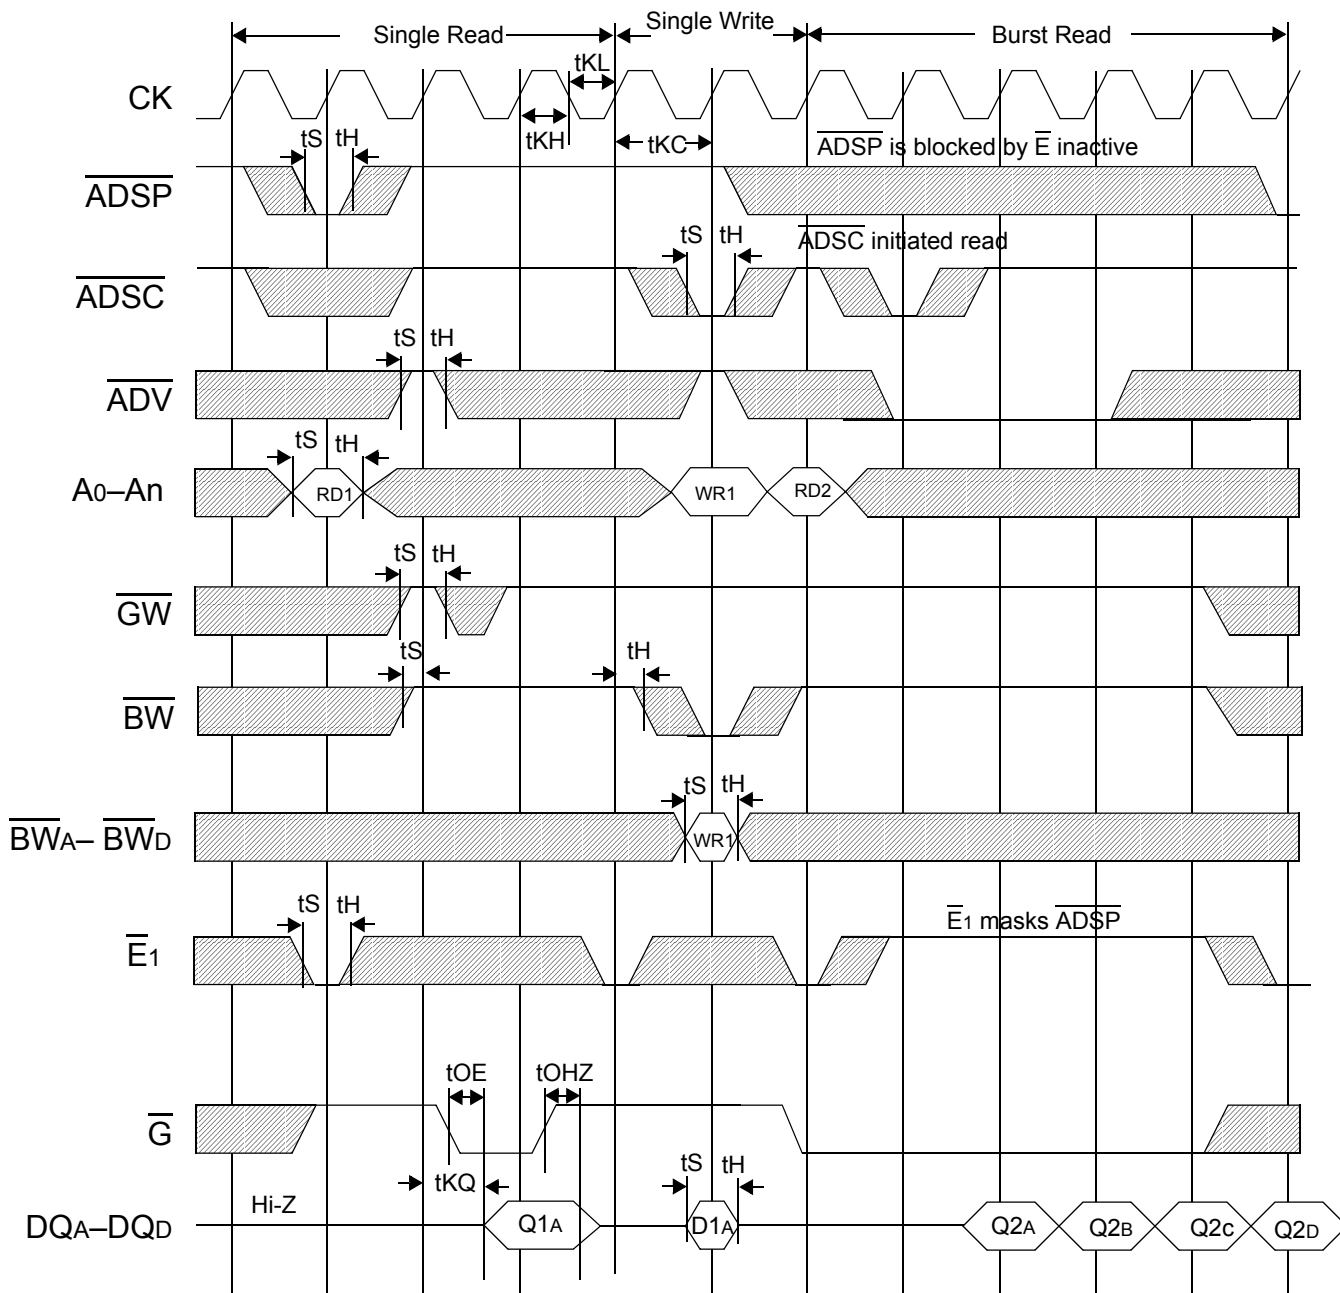 Single Read
Single Write
Burst Read
tKL
CK
tS tH
tKH
tKC
ADSP is blocked by E inactive
ADSP
tS tH
ADSC initiated read
ADSC
tS tH
ADV
tS tH
A0–An
RD1
WR1
RD2
tS tH
GW
tS
tH
BW
tS tH
BWA– BWD
WR1
tS tH
E1 masks ADSP
E1
tOE
tOHZ
G
tKQ
tS tH
Hi-Z
DQA–DQD
Q1A
D1A
Q2A
Q2B
Q2c
Q2D